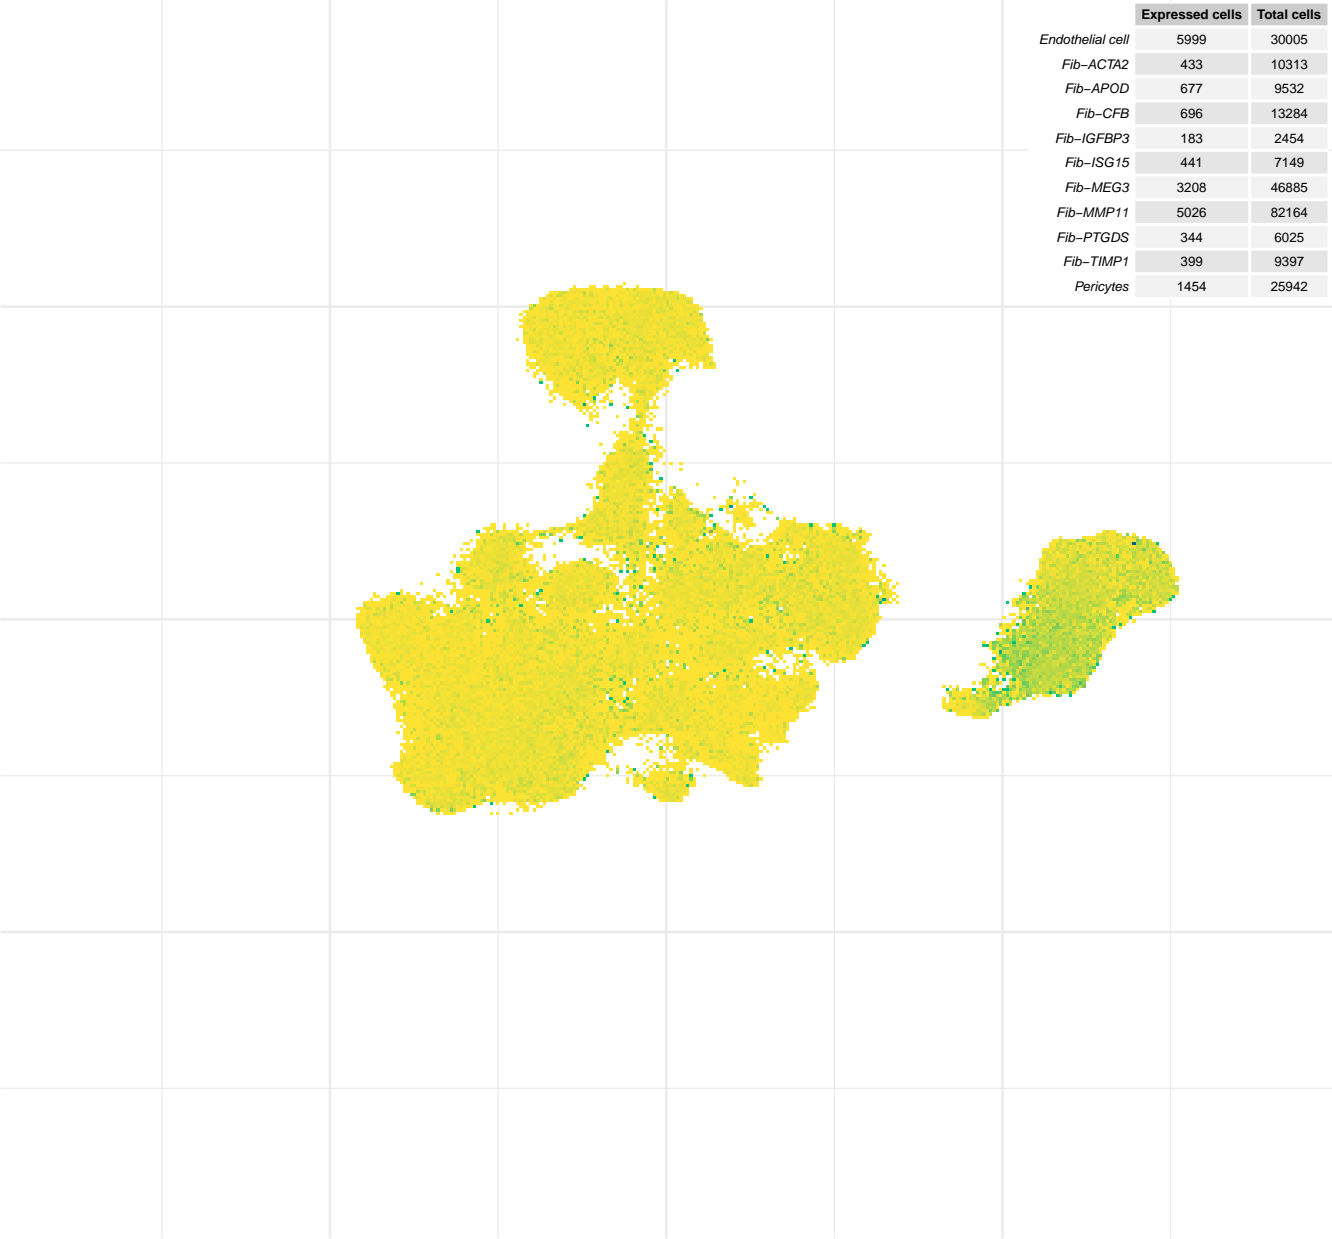 Expressed cells Total cells
Endothelial cell 5999 30005
Fib−ACTA2 433 10313
Fib−APOD 677 9532
Fib−CFB 696 13284
Fib−IGFBP3 183 2454
Fib−ISG15 441 7149
Fib−MEG3 3208 46885
Fib−MMP11 5026 82164
Fib−PTGDS 344 6025
Fib−TIMP1 399 9397
Pericytes 1454 25942